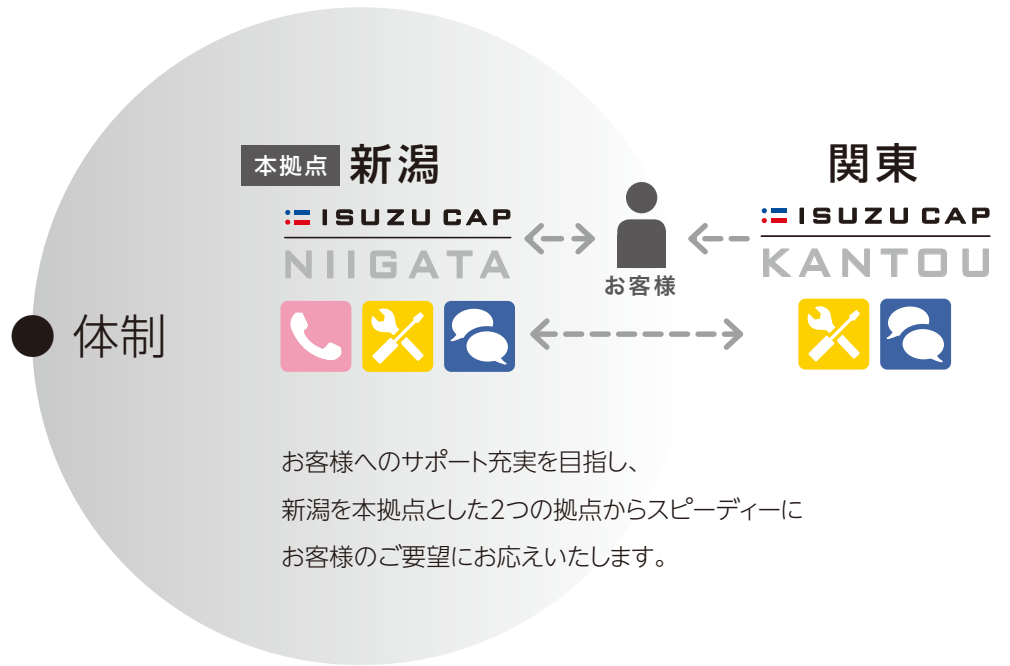 本拠点 新潟
ISUZU CAP
NIIGATA
お客様
関東
ISUZU CAP
KANTOU
体制
お客様へのサポート充実を目指し、
新潟を本拠点とした2つの拠点からスピーディーに
お客様のご要望にお応えいたします。